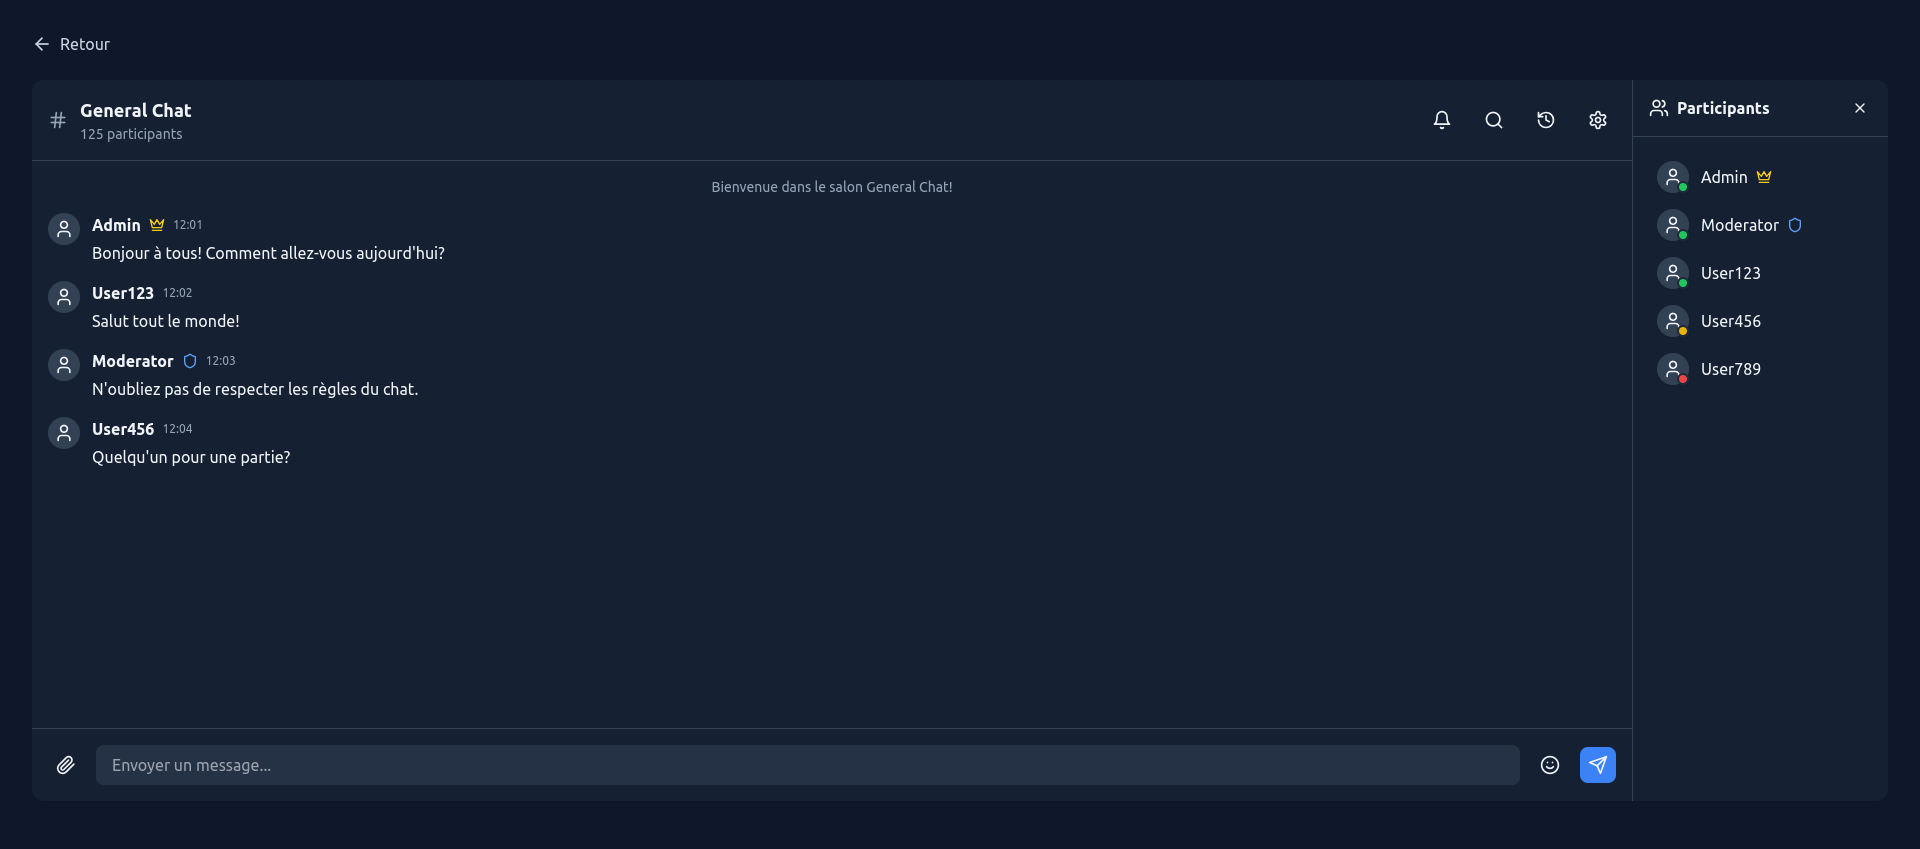 Retour
General Chat
125 participants
Participants
Bienvenue dans le salon General Chat!
Admin 12:01
Bonjour à tous! Comment allez-vous aujourd'hui?
User123 12:02
Salut tout le monde!
Moderator 12:03
N'oubliez pas de respecter les règles du chat.
User456 12:04
Quelqu'un pour une partie?
Envoyer un message...
Admin
Moderator
User123
User456
User789